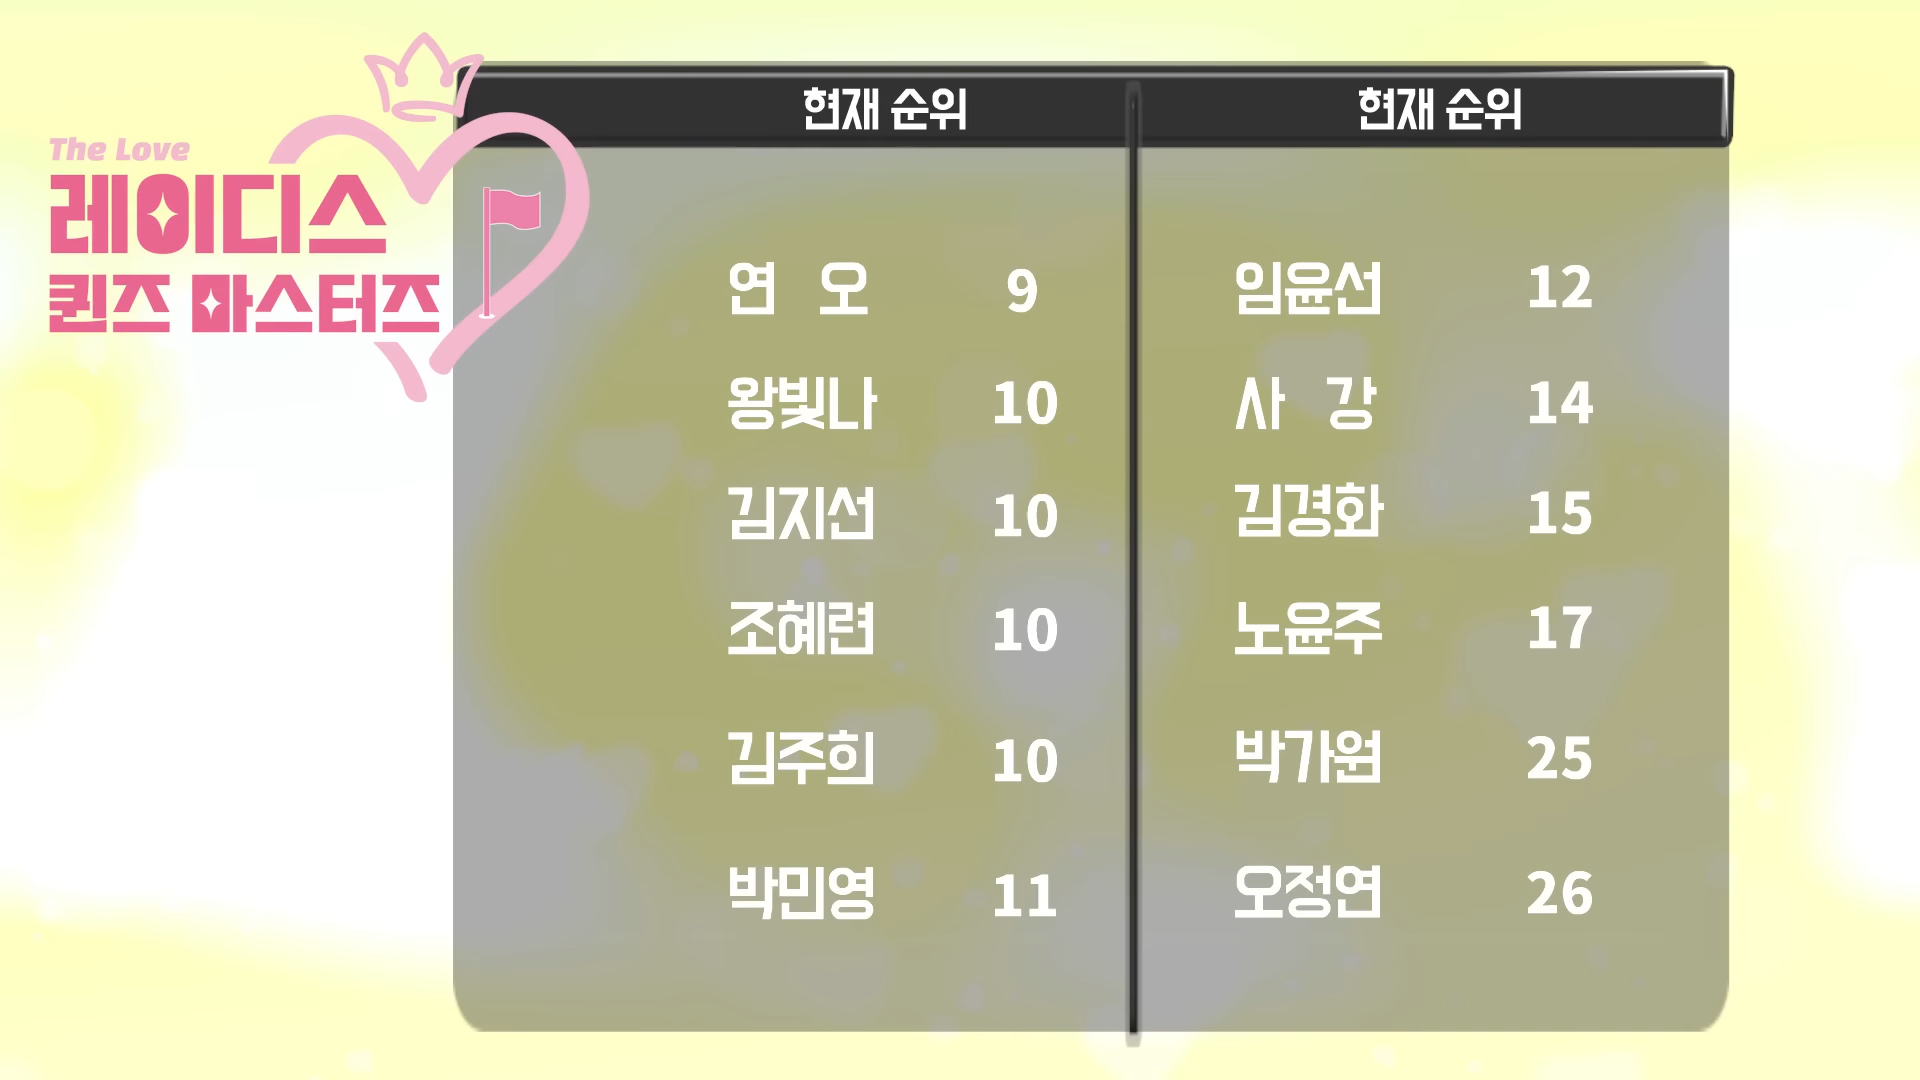 The Love
레이디스
퀸즈 마스터즈
현재 순위
연 오 9
왕빛나 10
김지선 10
조혜련 10
김주희 10
박민영 11
현재 순위
임윤선 12
사 강 14
김경화 15
노윤주 17
박가원 25
오정연 26